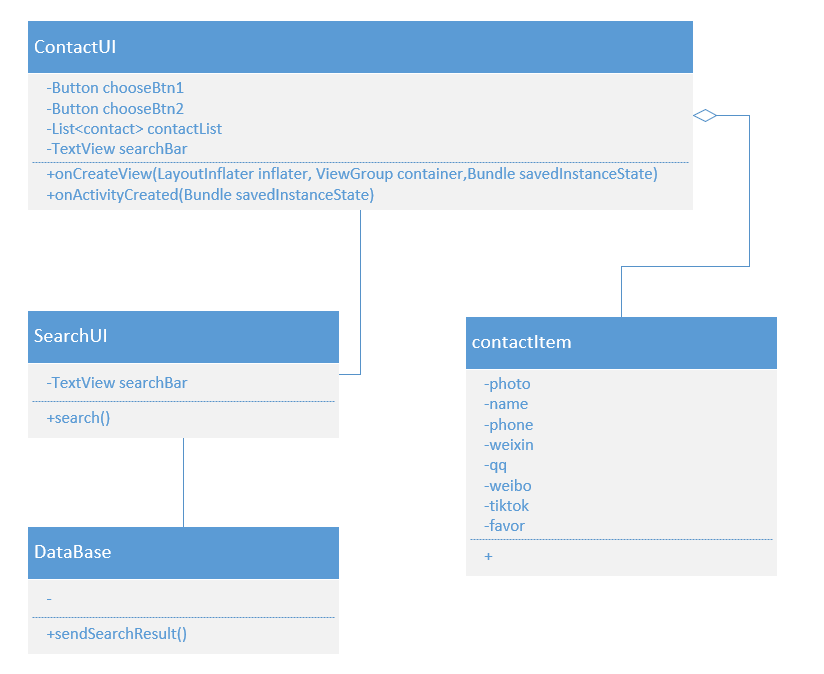 ContactUI
-Button chooseBtn1
-Button chooseBtn2
-List<contact> contactList
-TextView searchBar
+onCreateView(LayoutInflater inflater, ViewGroup container,Bundle savedInstanceState)
+onActivityCreated(Bundle savedInstanceState)
SearchUI
-TextView searchBar
+search()
contactItem
-photo
-name
-phone
-weixin
-qq
-weibo
-tiktok
-favor
+
DataBase
-
+sendSearchResult()